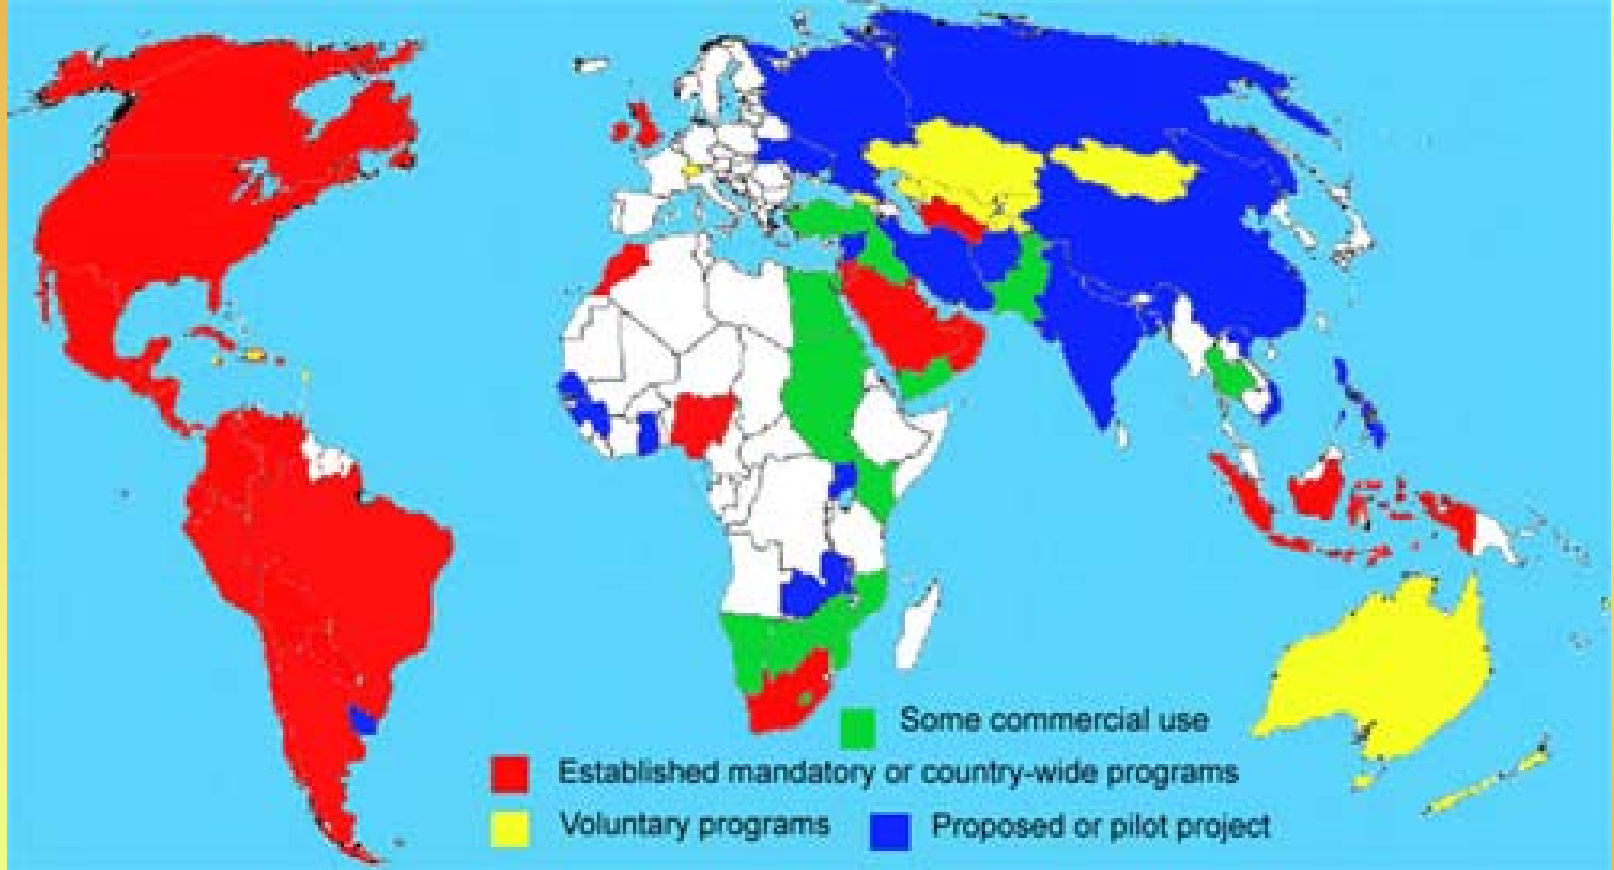 Some commercial use
Established mandatory or country-wide programs
Voluntary programs
Proposed or pilot project